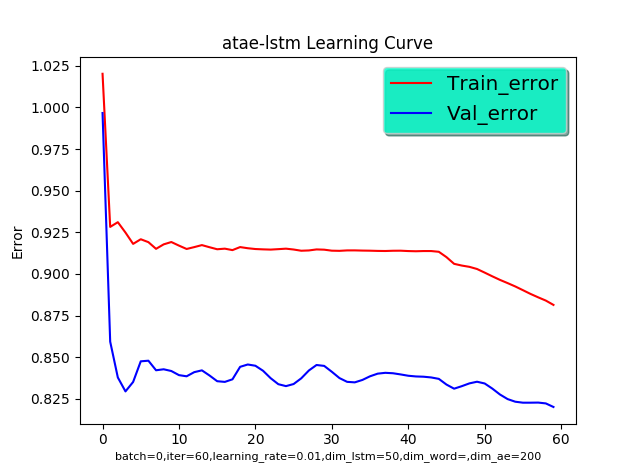 atae-lstm Learning Curve
Train_error
Val_error
1.025
1.000
0.975
0.950
0.925
0.900
0.875
0.850
0.825
Error
0 10 20 30 40 50 60
batch=0,iter=60,learning_rate=0.01,dim_lstm=50,dim_word=,dim_ae=200